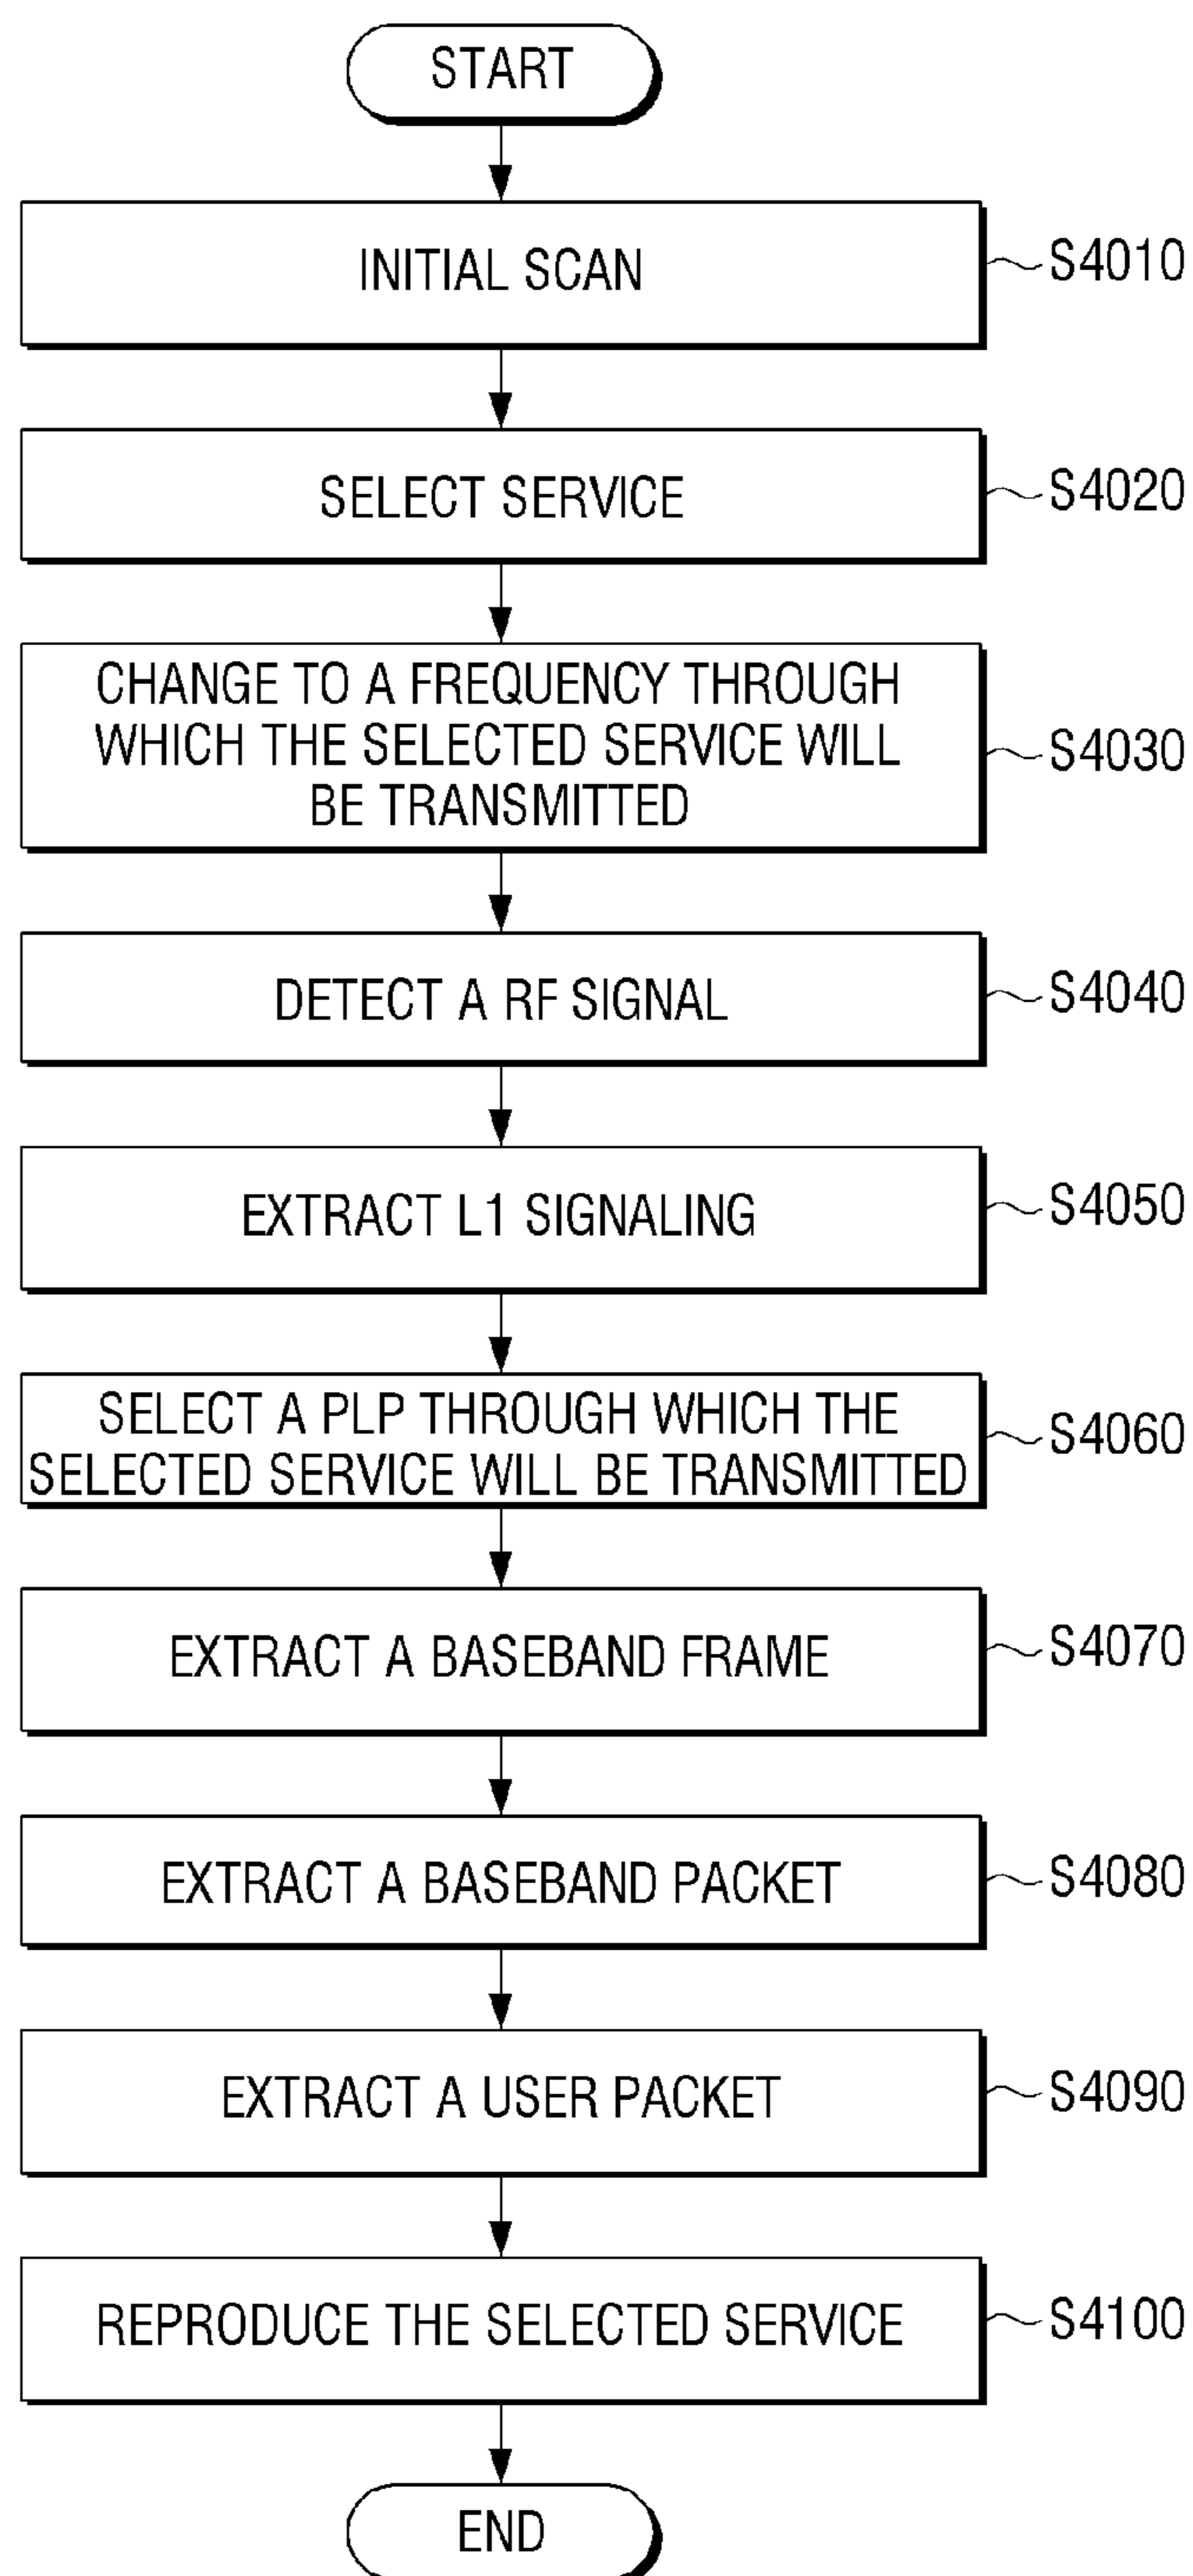 START
INITIAL SCAN
S4010
SELECT SERVICE
S4020
CHANGE TO A FREQUENCY THROUGH
WHICH THE SELECTED SERVICE WILL
BE TRANSMITTED
S4030
DETECT A RF SIGNAL
S4040
EXTRACT L1 SIGNALING
S4050
SELECT A PLP THROUGH WHICH THE
SELECTED SERVICE WILL BE TRANSMITTED
S4060
EXTRACT A BASEBAND FRAME
S4070
EXTRACT A BASEBAND PACKET
S4080
EXTRACT A USER PACKET
S4090
REPRODUCE THE SELECTED SERVICE
S4100
END